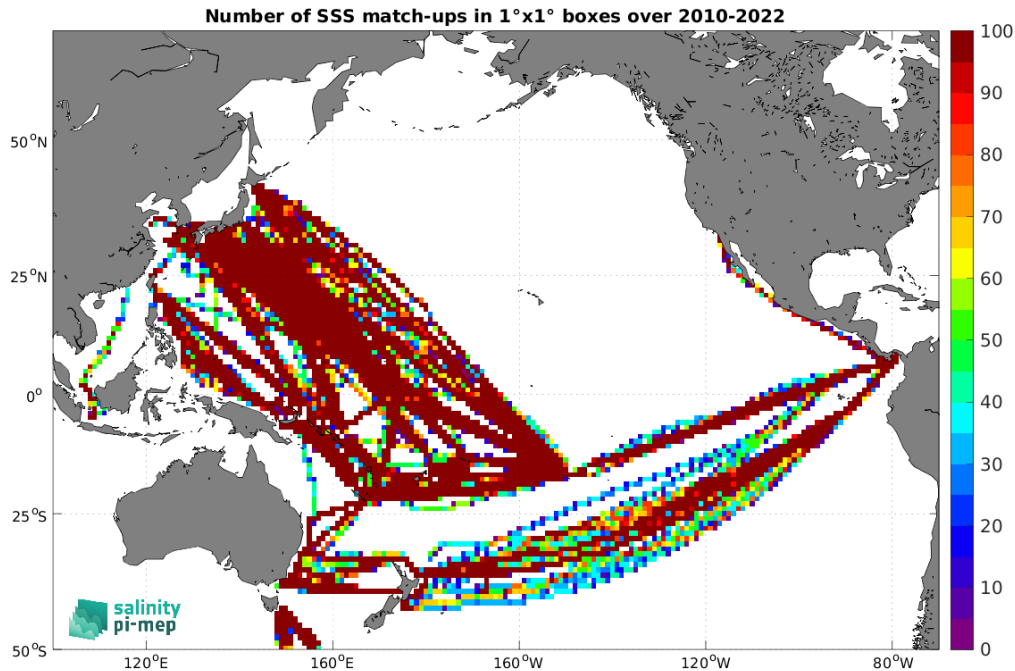 Number of SSS match-ups in 1°x1° boxes over 2010-2022
100
90
80
70
60
50
40
30
20
10
0
50°N
25°N
0°
25°S
50°S
120°E
160°E
160°W
120°W
80°W
salinity
pi-mep